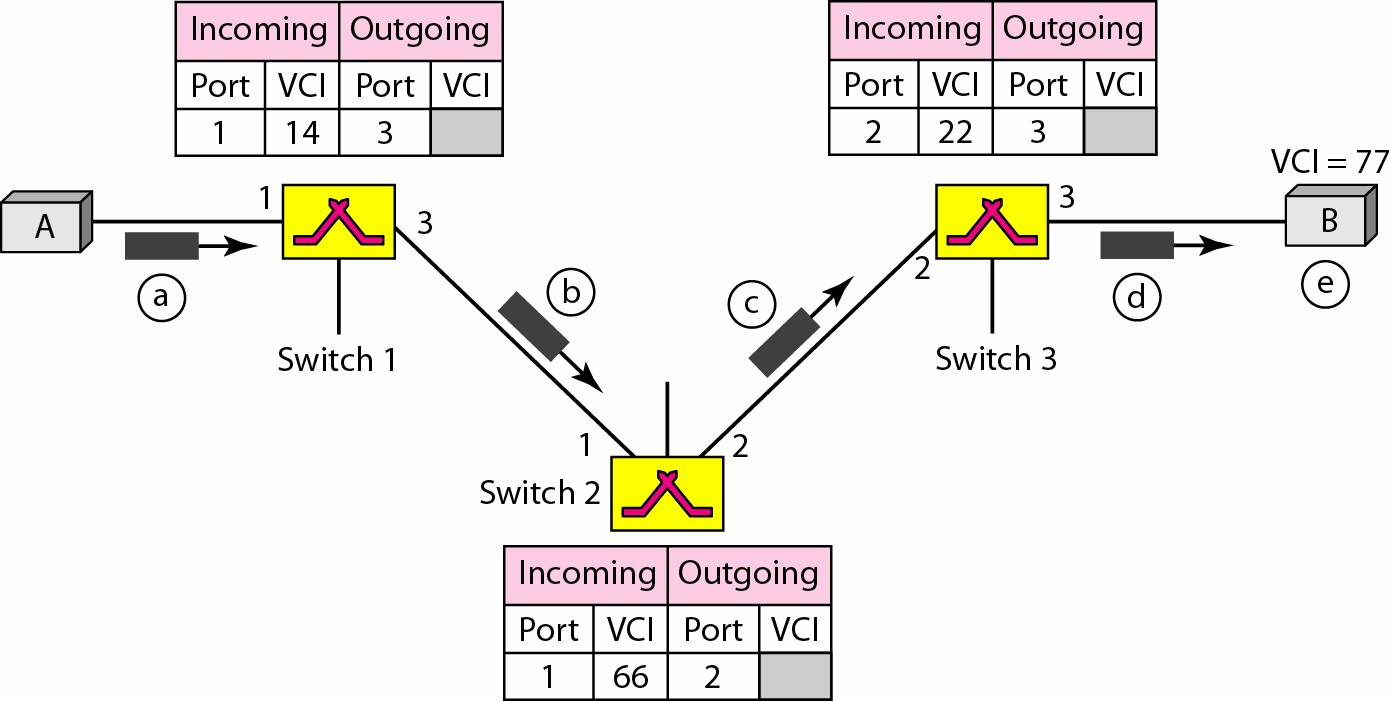 Incoming Outgoing
Port VCI Port VCI
1 14 3
Incoming Outgoing
Port VCI Port VCI
2 22 3
VCI = 77
A
1
3
a
Switch 1
b
c
2
3
Switch 3
d
B
e
1
2
Switch 2
Incoming Outgoing
Port VCI Port VCI
1 66 2